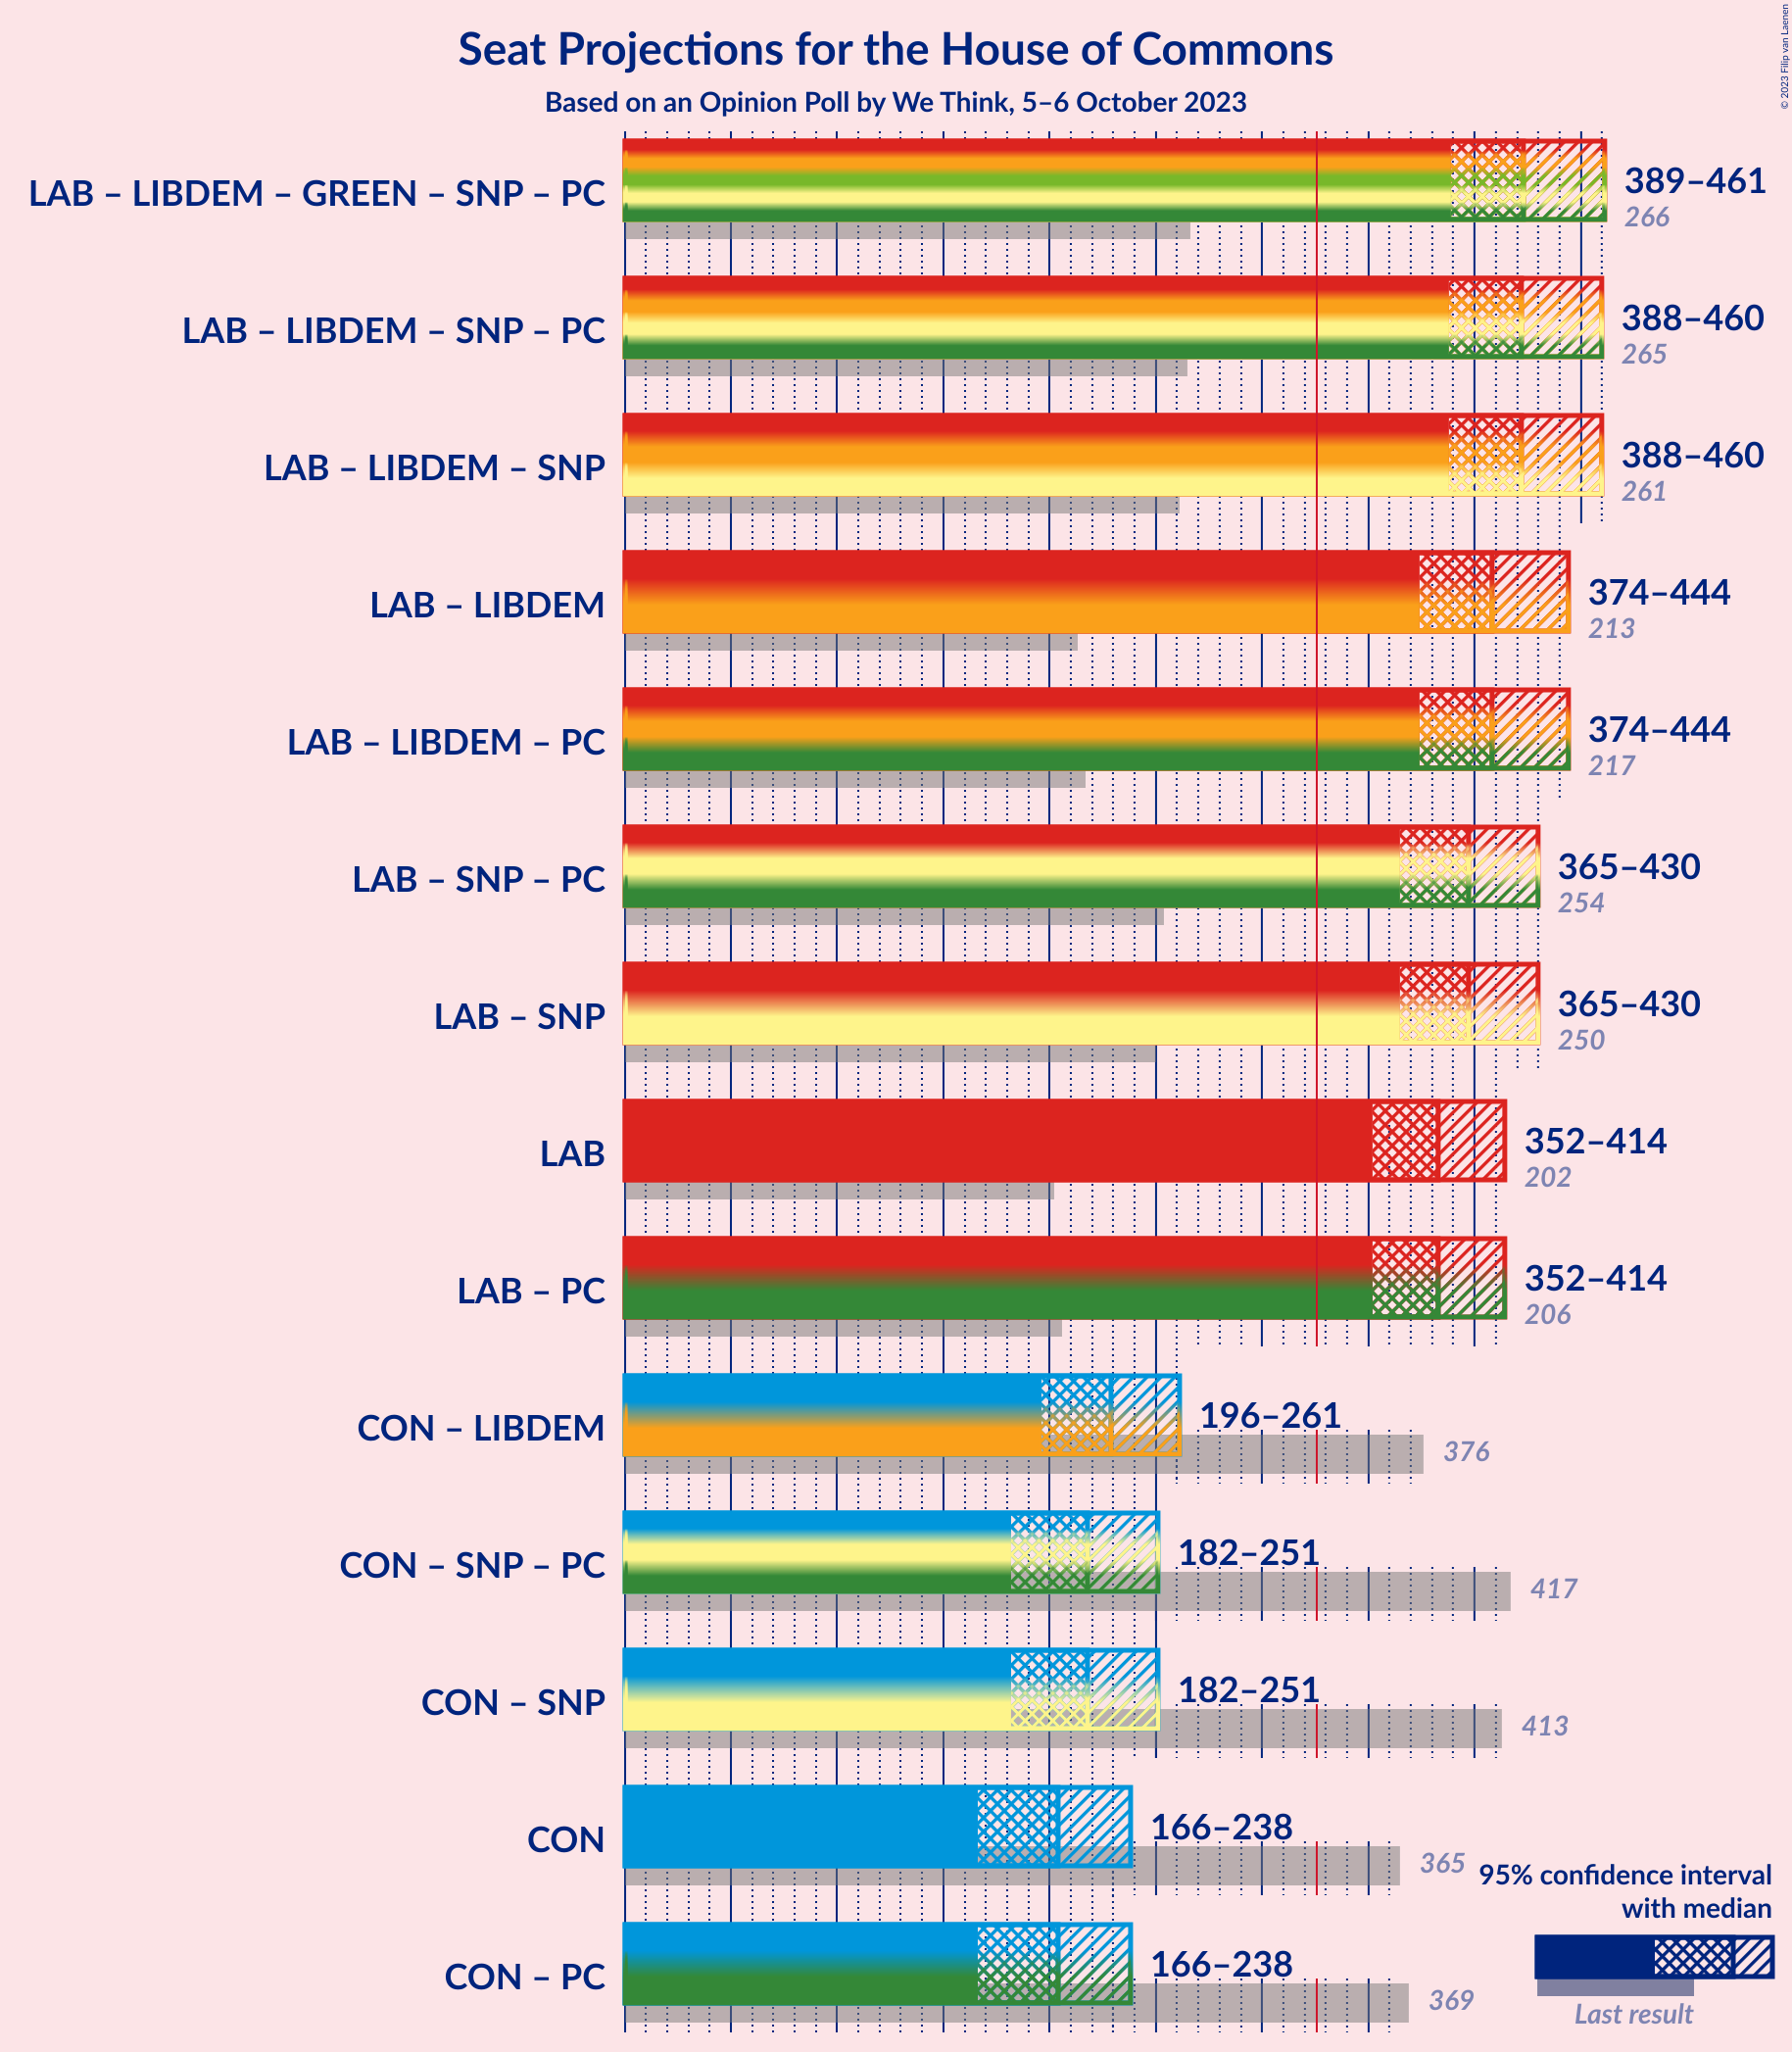 Seat Projections for the House of Commons
Based on an Opinion Poll by We Think, 5–6 October 2023
© 2023 Filip van Laenen
LAB – LIBDEM – GREEN – SNP – PC
389–461
266
LAB – LIBDEM – SNP – PC
388–460
265
LAB – LIBDEM – SNP
388–460
261
LAB – LIBDEM
374–444
213
LAB – LIBDEM – PC
374–444
217
LAB – SNP – PC
365–430
254
LAB – SNP
365–430
250
LAB
352–414
202
LAB – PC
352–414
206
CON – LIBDEM
196–261
376
CON – SNP – PC
182–251
417
CON – SNP
182–251
413
CON
166–238
365
CON – PC
166–238
369
95% confidence interval
with median
Last result